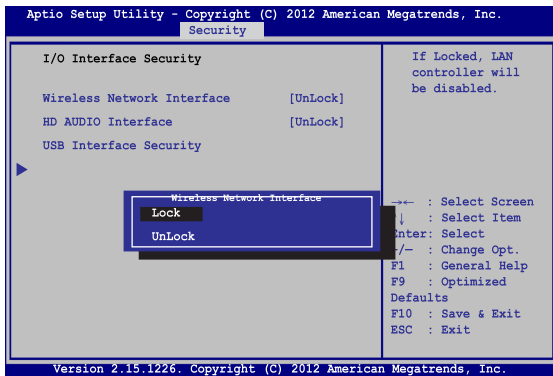 Aptio Setup Utility - Copyright (C) 2012 American Megatrends, Inc.
Security
I/O Interface Security
Wireless Network Interface [UnLock]
HD AUDIO Interface [UnLock]
USB Interface Security
If Locked, LAN
controller will
be disabled.
Wireless Network Interface
Lock
UnLock
→← : Select Screen
↓ : Select Item
Enter: Select
/— : Change Opt.
F1 : General Help
F9 : Optimized
Defaults
F10 : Save & Exit
ESC : Exit
Version 2.15.1226. Copyright (C) 2012 American Megatrends, Inc.